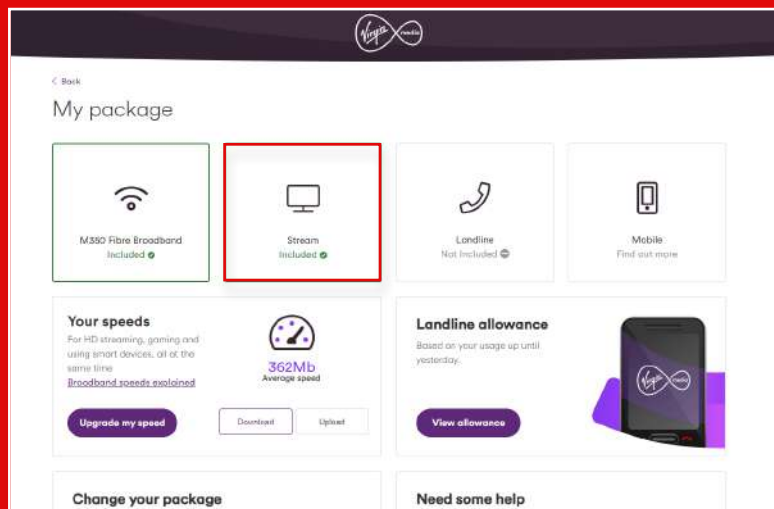 Virgin media
Back
My package
M350 Fibre Broadband
Included
Stream
Included
Landline
Not Included
Mobile
Find out more
Your speeds
For HD streaming, gaming and
using smart devices, all at the
same time
Broadband speeds explained
362Mb
Average speed
Upgrade my speed
Download
Upload
Landline allowance
Based on your usage up until
yesterday.
View allowance
Virgin media
Change your package
Need some help